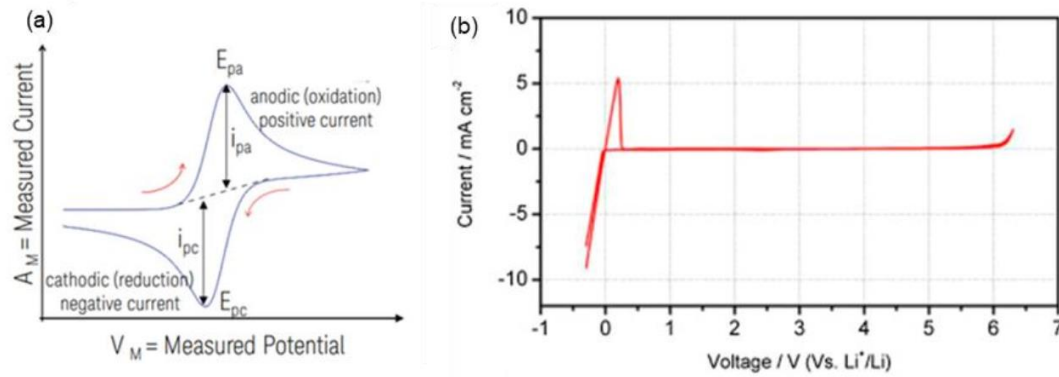 (a)
E_pa
anodic (oxidation)
positive current
i_pa
i_pc
cathodic (reduction)
negative current
E_pc
A_M = Measured Current
V_M = Measured Potential
(b)
10
5
0
-5
-10
Current / mA cm⁻²
-1 0 1 2 3 4 5 6 7
Voltage / V (Vs. Li⁺/Li)